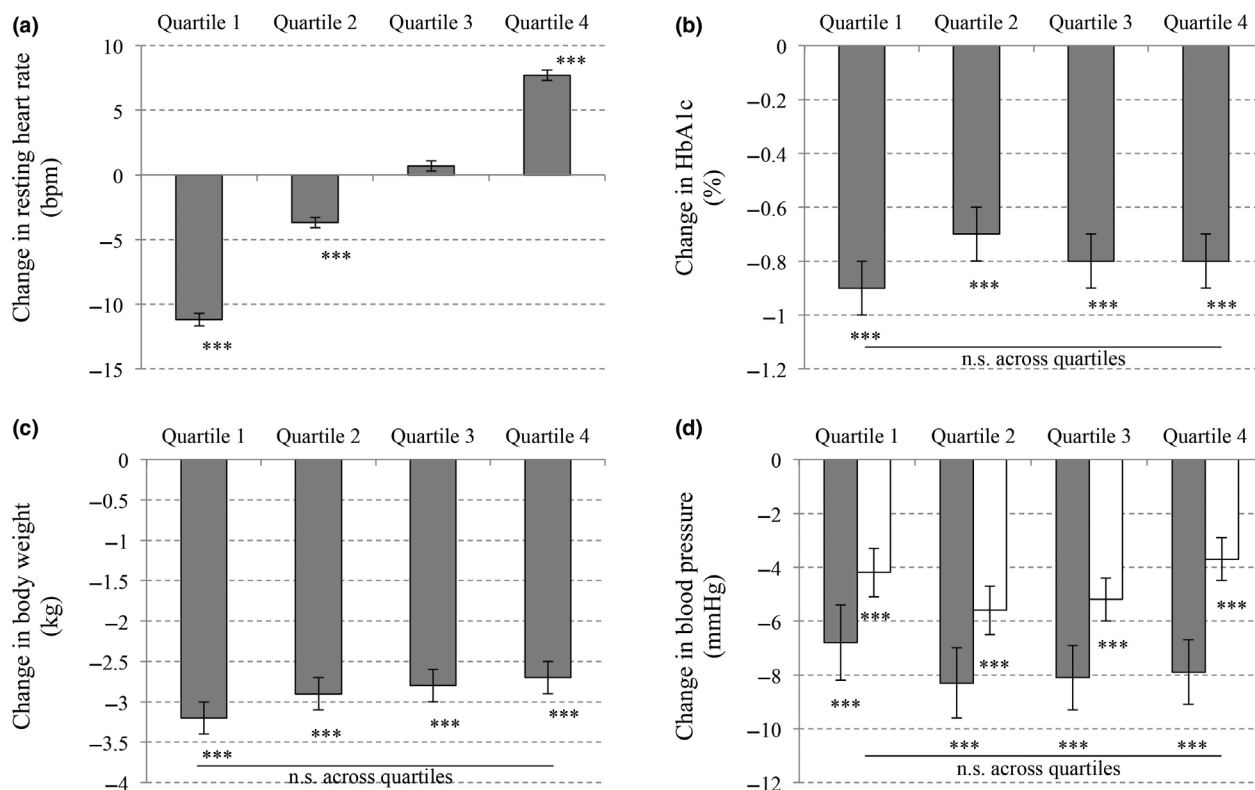 (a)
Quartile 1 Quartile 2 Quartile 3 Quartile 4
Change in resting heart rate
(bpm)
10
5
0
−5
−10
−15
***
***
***
(b)
Quartile 1 Quartile 2 Quartile 3 Quartile 4
Change in HbA1c
(%)
0
−0.2
−0.4
−0.6
−0.8
−1
−1.2
***
***
***
***
n.s. across quartiles
(c)
Quartile 1 Quartile 2 Quartile 3 Quartile 4
Change in body weight
(kg)
0
−0.5
−1
−1.5
−2
−2.5
−3
−3.5
−4
***
***
***
***
n.s. across quartiles
(d)
Quartile 1 Quartile 2 Quartile 3 Quartile 4
Change in blood pressure
(mmHg)
0
−2
−4
−6
−8
−10
−12
***
***
***
***
***
***
***
***
n.s. across quartiles